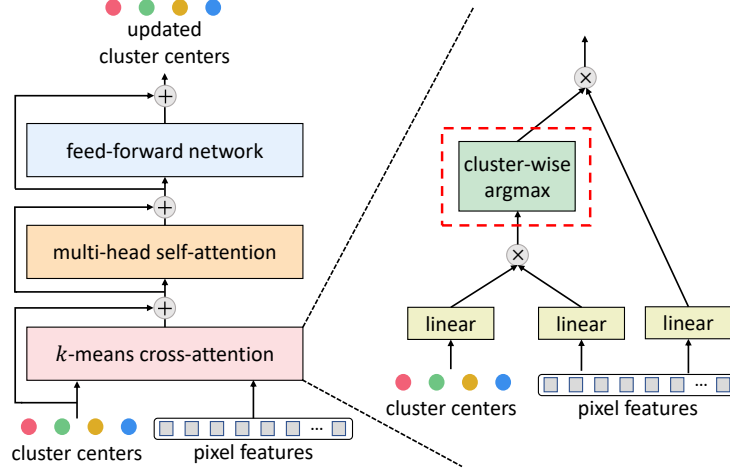 updated
cluster centers
+
feed-forward network
+
multi-head self-attention
+
k-means cross-attention
cluster centers
...
pixel features
×
cluster-wise
argmax
×
linear
linear
linear
cluster centers
...
pixel features